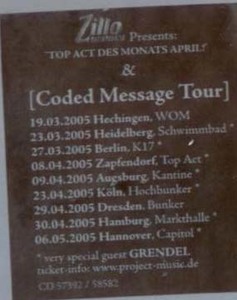 Zillo Presents:
"TOP ACT DES MONATS APRIL!"
&
[Coded Message Tour]
19.03.2005 Hechingen, WOM
23.03.2005 Heidelberg, Schwimmbad *
27.03.2005 Berlin, K17 *
08.04.2005 Zapfendorf, Top Act *
09.04.2005 Augsburg, Kantine *
23.04.2005 Köln, Hochbunker *
29.04.2005 Dresden, Bunker
30.04.2005 Hamburg, Markthalle *
06.05.2005 Hannover, Capitol *
* very special guest GRENDEL
ticket-info: www.project-music.de
CD 57592 / 58582